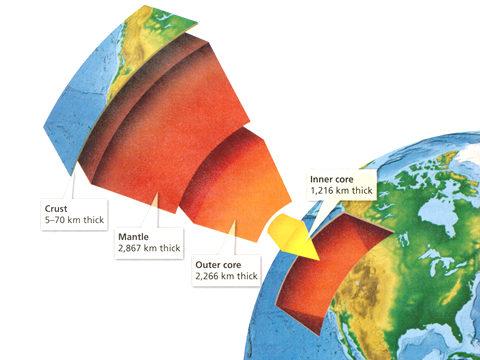 Crust
5–70 km thick
Mantle
2,867 km thick
Outer core
2,266 km thick
Inner core
1,216 km thick